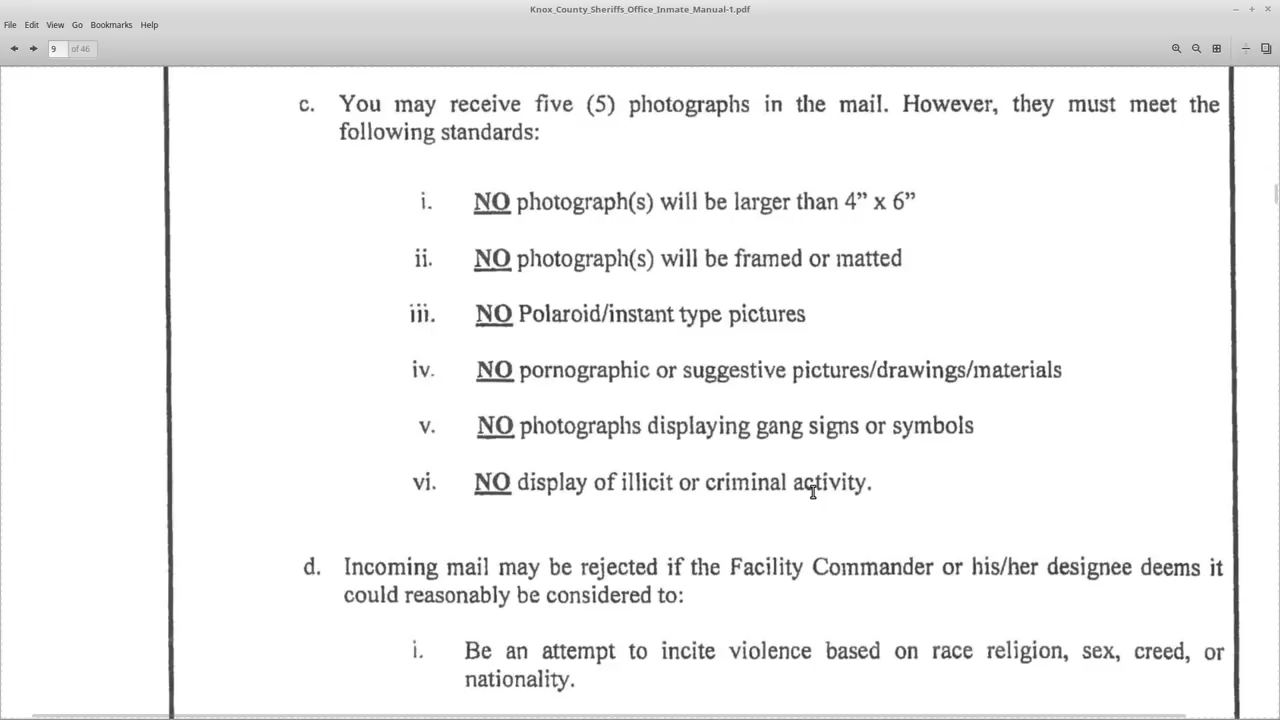 Knox_County_Sheriffs_Office_Inmate_Manual-1.pdf
File Edit View Go Bookmarks Help
9 of 46
c. You may receive five (5) photographs in the mail. However, they must meet the
following standards:
i. NO photograph(s) will be larger than 4” x 6”
ii. NO photograph(s) will be framed or matted
iii. NO Polaroid/instant type pictures
iv. NO pornographic or suggestive pictures/drawings/materials
v. NO photographs displaying gang signs or symbols
vi. NO display of illicit or criminal activity.
d. Incoming mail may be rejected if the Facility Commander or his/her designee deems it
could reasonably be considered to:
i. Be an attempt to incite violence based on race religion, sex, creed, or
nationality.